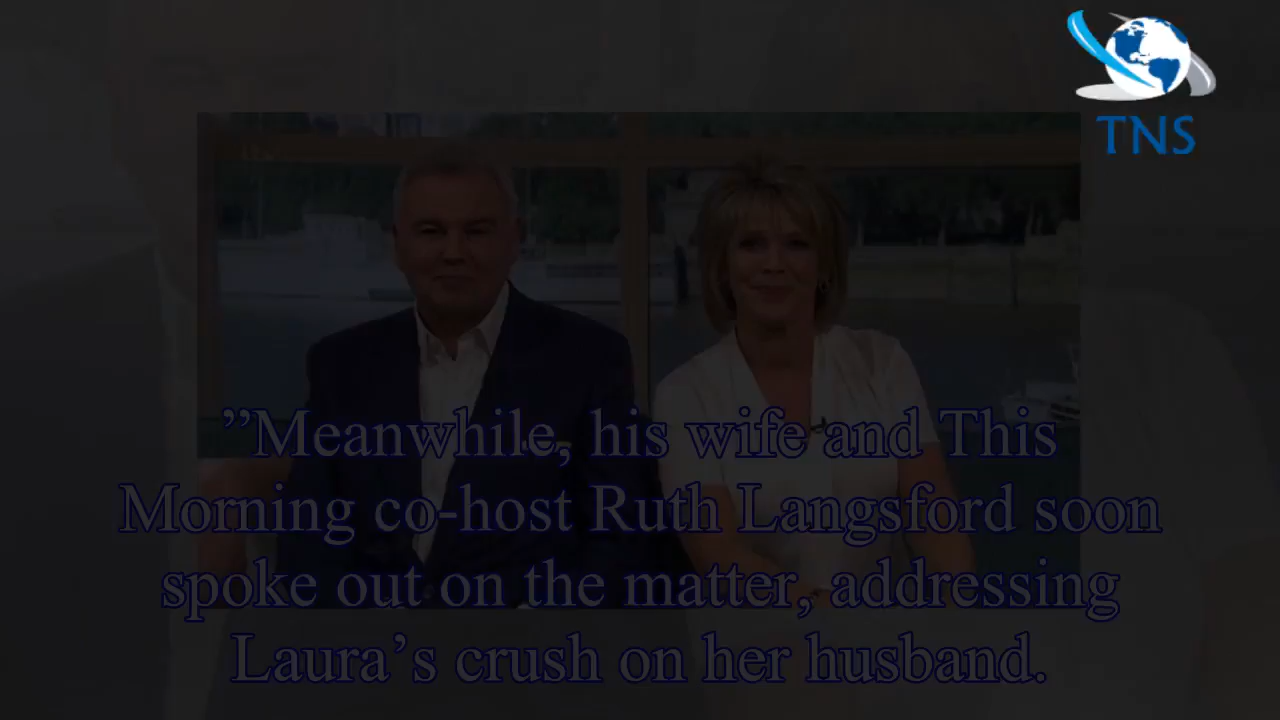 TNS
”Meanwhile, his wife and This
Morning co-host Ruth Langsford soon
spoke out on the matter, addressing
Laura’s crush on her husband.